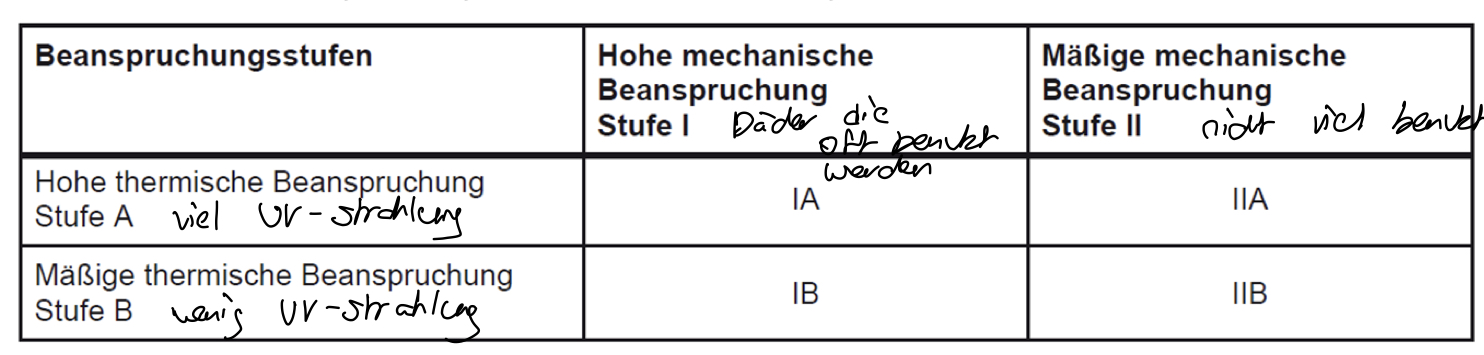 Beanspruchungsstufen
Hohe mechanische
Beanspruchung
Stufe I Däder die
oft benutzt
werden
Mäßige mechanische
Beanspruchung
Stufe II nicht viel benutzt
Hohe thermische Beanspruchung
Stufe A viel UV-strahlung
IA
IIA
Mäßige thermische Beanspruchung
Stufe B wenig UV-strahlung
IB
IIB